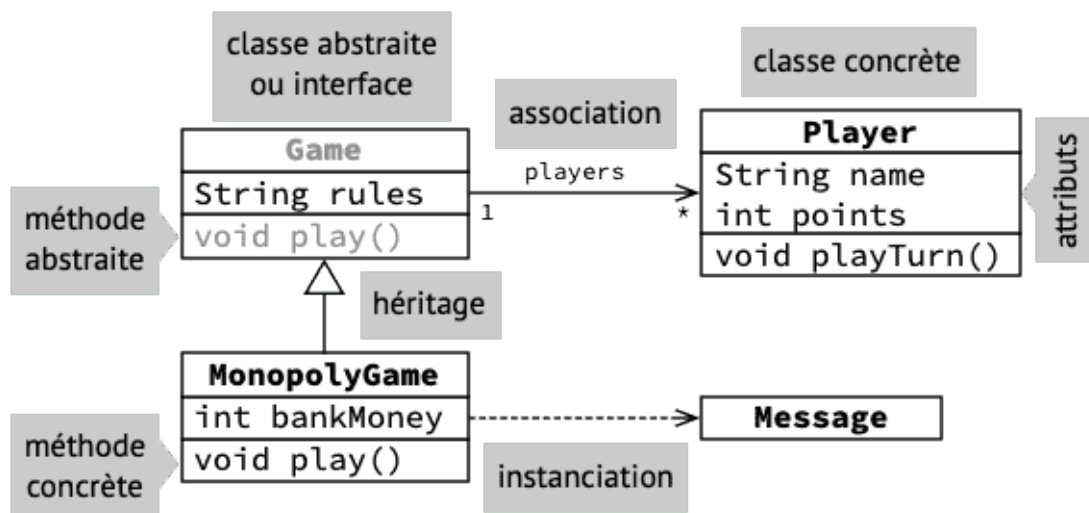 classe abstraite
ou interface
classe concrète
association
Game
String rules
void play()
players
1
*
Player
String name
int points
void playTurn()
attributs
méthode
abstraite
héritage
MonopolyGame
int bankMoney
void play()
Message
méthode
concrète
instanciation